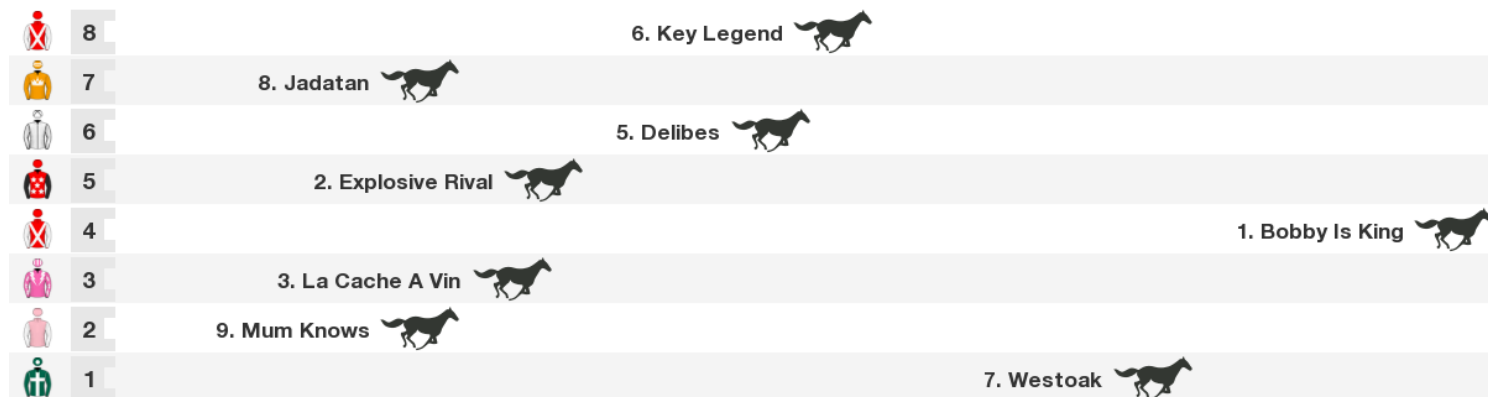 8 6. Key Legend
7 8. Jadatan
6 5. Delibes
5 2. Explosive Rival
4 1. Bobby Is King
3 3. La Cache A Vin
2 9. Mum Knows
1 7. Westoak